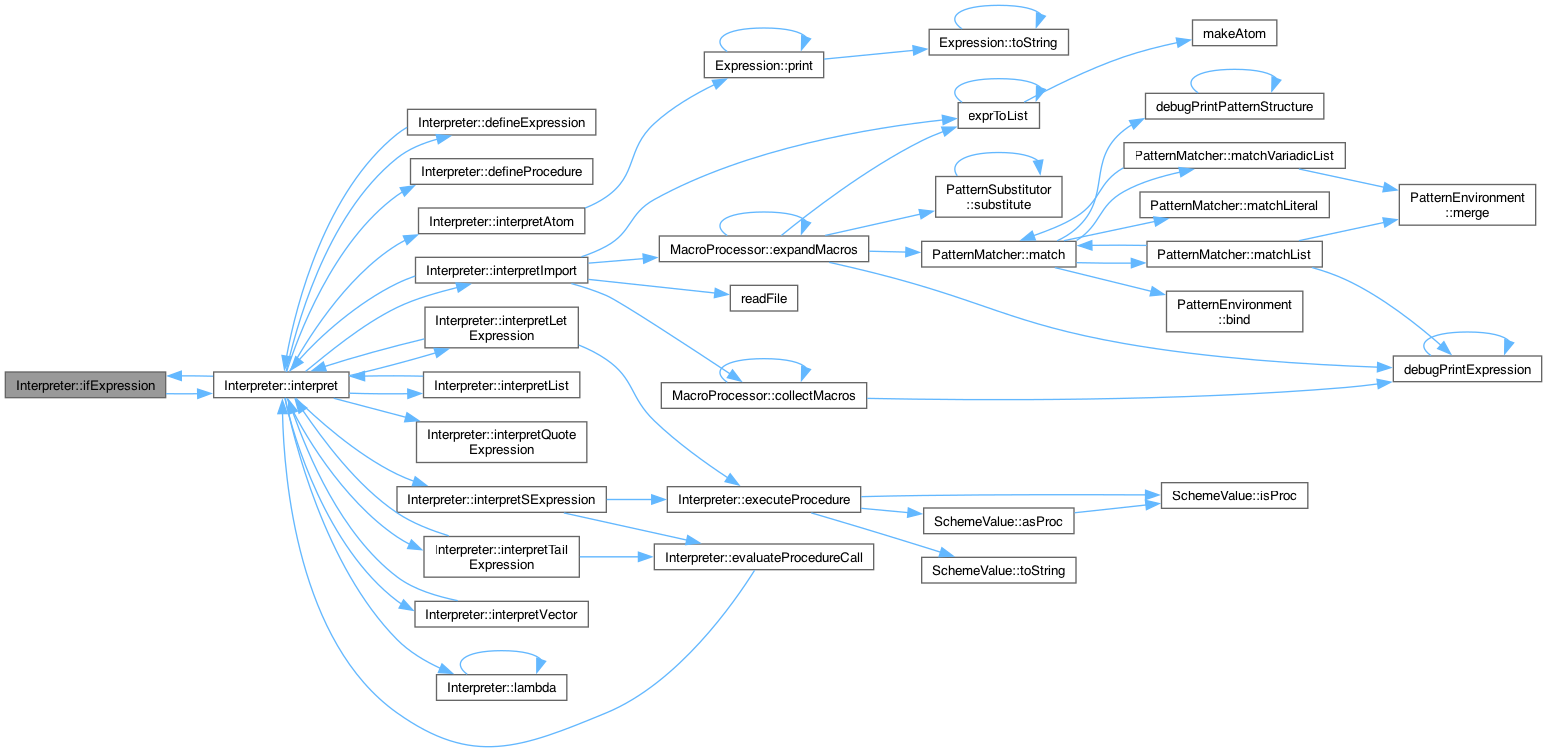 Expression::toString
makeAtom
Expression::print
debugPrintPatternStructure
exprToList
Interpreter::defineExpression
PatternMatcher::matchVariadicList
Interpreter::defineProcedure
PatternSubstitutor
::substitute
PatternEnvironment
::merge
PatternMatcher::matchLiteral
Interpreter::interpretAtom
MacroProcessor::expandMacros
PatternMatcher::match
PatternMatcher::matchList
Interpreter::interpretImport
readFile
PatternEnvironment
::bind
Interpreter::interpretLet
Expression
debugPrintExpression
Interpreter::ifExpression
Interpreter::interpret
Interpreter::interpretList
MacroProcessor::collectMacros
Interpreter::interpretQuote
Expression
Interpreter::interpretSExpression
Interpreter::executeProcedure
SchemeValue::isProc
SchemeValue::asProc
Interpreter::interpretTail
Expression
Interpreter::evaluateProcedureCall
SchemeValue::toString
Interpreter::interpretVector
Interpreter::lambda